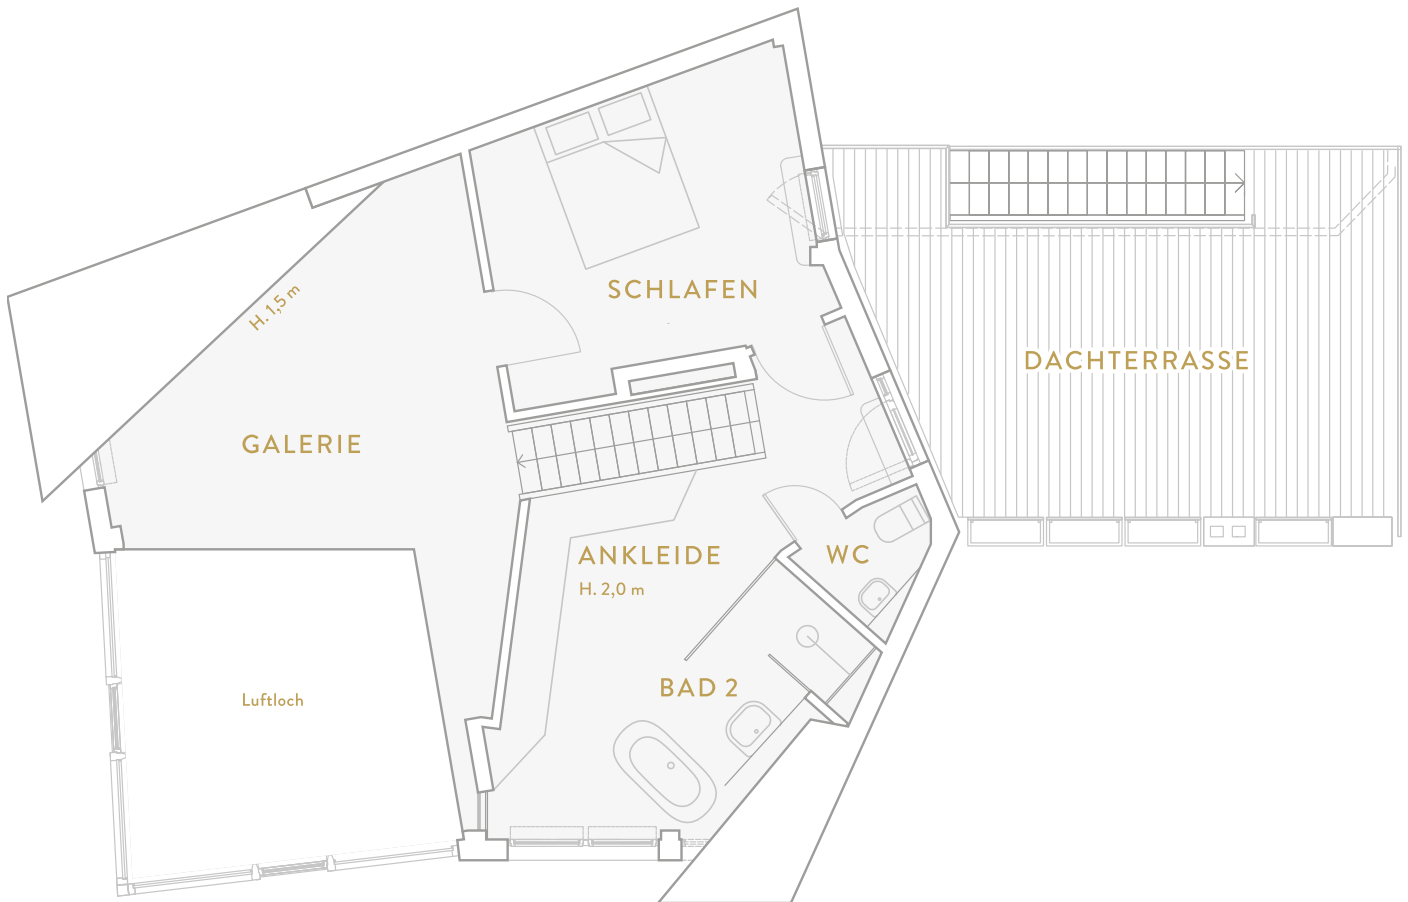 SCHLAFEN
H. 1,5 m
DACHTERRASSE
GALERIE
ANKLEIDE
H. 2,0 m
WC
BAD 2
Luftloch